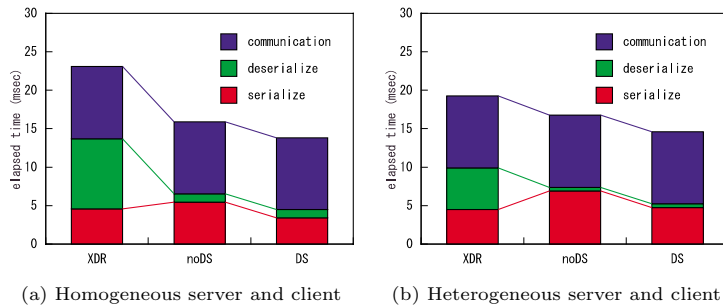 30
25
20
15
10
5
0
elapsed time (msec)
communication
deserialize
serialize
XDR
noDS
DS
(a) Homogeneous server and client
30
25
20
15
10
5
0
elapsed time (msec)
communication
deserialize
serialize
XDR
noDS
DS
(b) Heterogeneous server and client